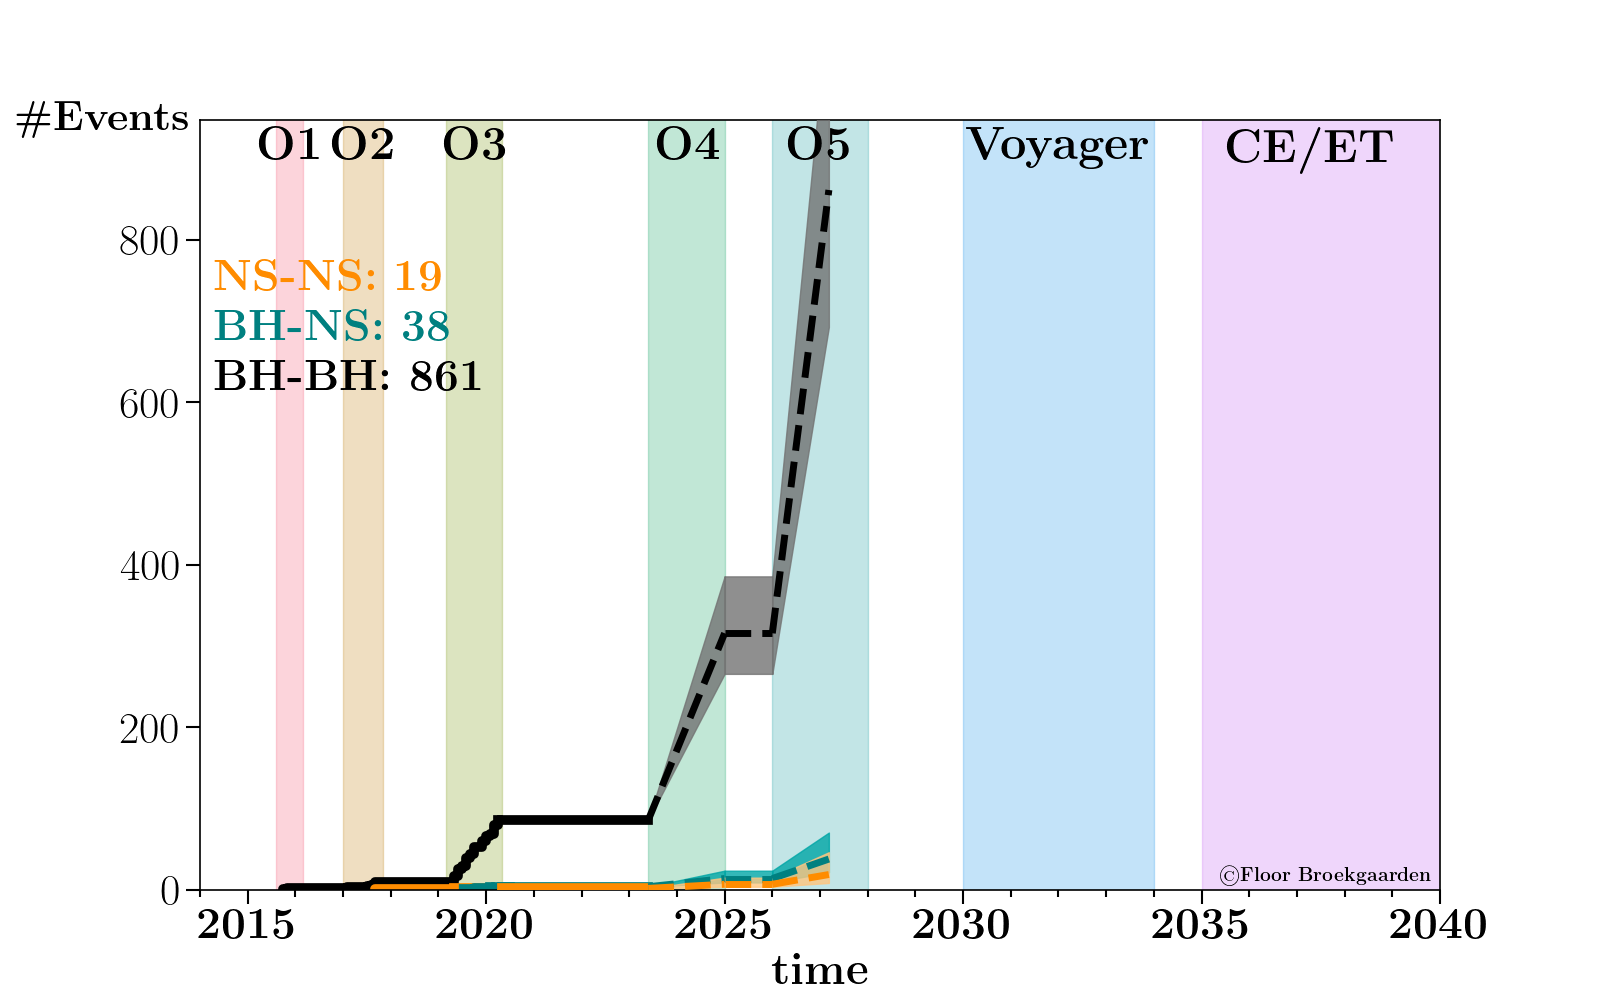 #Events
O1 O2 O3 O4 O5 Voyager CE/ET
800
NS-NS: 19
BH-NS: 38
BH-BH: 861
600
400
200
©Floor Broekgaarden
0
2015 2020 2025 2030 2035 2040
time